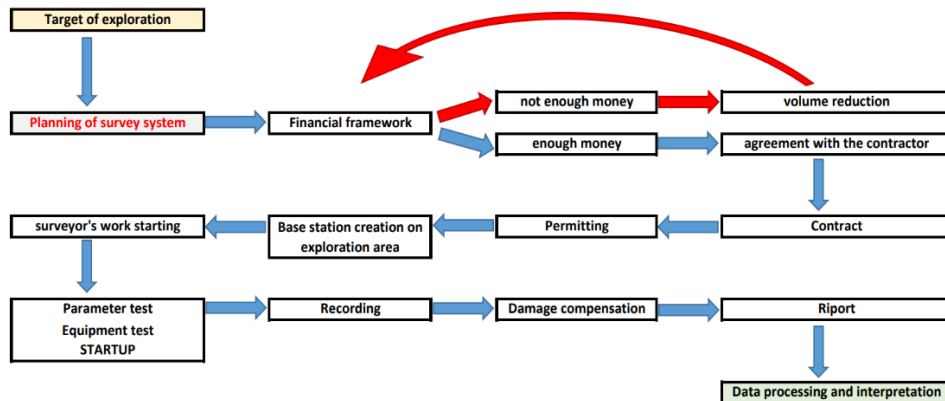 Target of exploration
Planning of survey system
Financial framework
not enough money
volume reduction
enough money
agreement with the contractor
surveyor's work starting
Base station creation on
exploration area
Permitting
Contract
Parameter test
Equipment test
STARTUP
Recording
Damage compensation
Riport
Data processing and interpretation